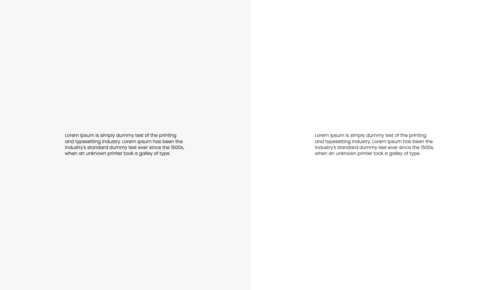 Lorem Ipsum is simply dummy text of the printing
and typesetting industry. Lorem Ipsum has been the
industry's standard dummy text ever since the 1500s,
when an unknown printer took a galley of type.
Lorem Ipsum is simply dummy text of the printing
and typesetting industry. Lorem Ipsum has been the
industry's standard dummy text ever since the 1500s,
when an unknown printer took a galley of type.